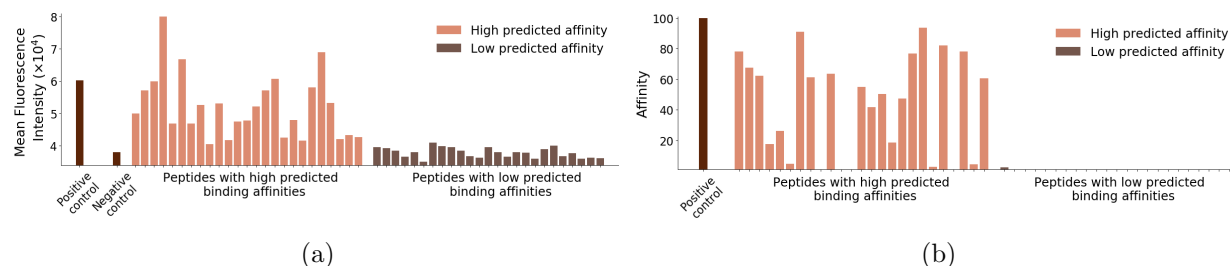 Mean Fluorescence
Intensity (×10⁴)
8
7
6
5
4
High predicted affinity
Low predicted affinity
Positive
control
Negative
control
Peptides with high predicted
binding affinities
Peptides with low predicted
binding affinities
(a)
Affinity
100
80
60
40
20
High predicted affinity
Low predicted affinity
Positive
control
Peptides with high predicted
binding affinities
Peptides with low predicted
binding affinities
(b)